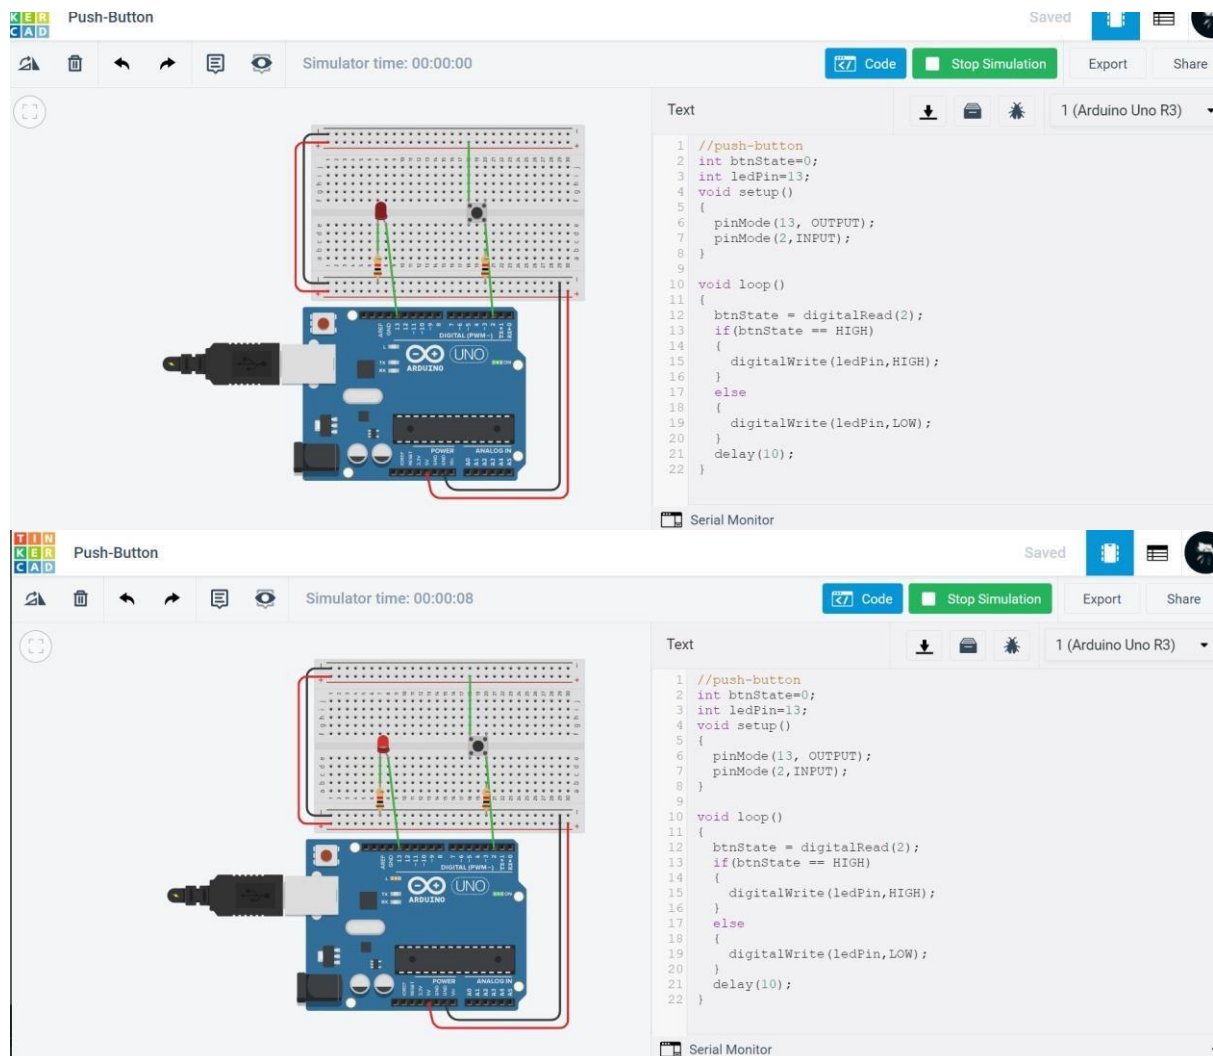 KER
CAD
Push-Button
Saved
Simulator time: 00:00:00
Code
Stop Simulation
Export
Share
Text
1 (Arduino Uno R3)
1 //push-button
2 int btnState=0;
3 int ledPin=13;
4 void setup()
5 {
6 pinMode(13, OUTPUT);
7 pinMode(2,INPUT);
8 }
9
10 void loop()
11 {
12 btnState = digitalRead(2);
13 if(btnState == HIGH)
14 {
15 digitalWrite(ledPin,HIGH);
16 }
17 else
18 {
19 digitalWrite(ledPin,LOW);
20 }
21 delay(10);
22 }
DIGITAL (PWM~)
UNO
ARDUINO
POWER
ANALOG IN
Serial Monitor
TIN
KER
CAD
Push-Button
Saved
Simulator time: 00:00:08
Code
Stop Simulation
Export
Share
Text
1 (Arduino Uno R3)
1 //push-button
2 int btnState=0;
3 int ledPin=13;
4 void setup()
5 {
6 pinMode(13, OUTPUT);
7 pinMode(2,INPUT);
8 }
9
10 void loop()
11 {
12 btnState = digitalRead(2);
13 if(btnState == HIGH)
14 {
15 digitalWrite(ledPin,HIGH);
16 }
17 else
18 {
19 digitalWrite(ledPin,LOW);
20 }
21 delay(10);
22 }
DIGITAL (PWM~)
UNO
ARDUINO
POWER
ANALOG IN
Serial Monitor